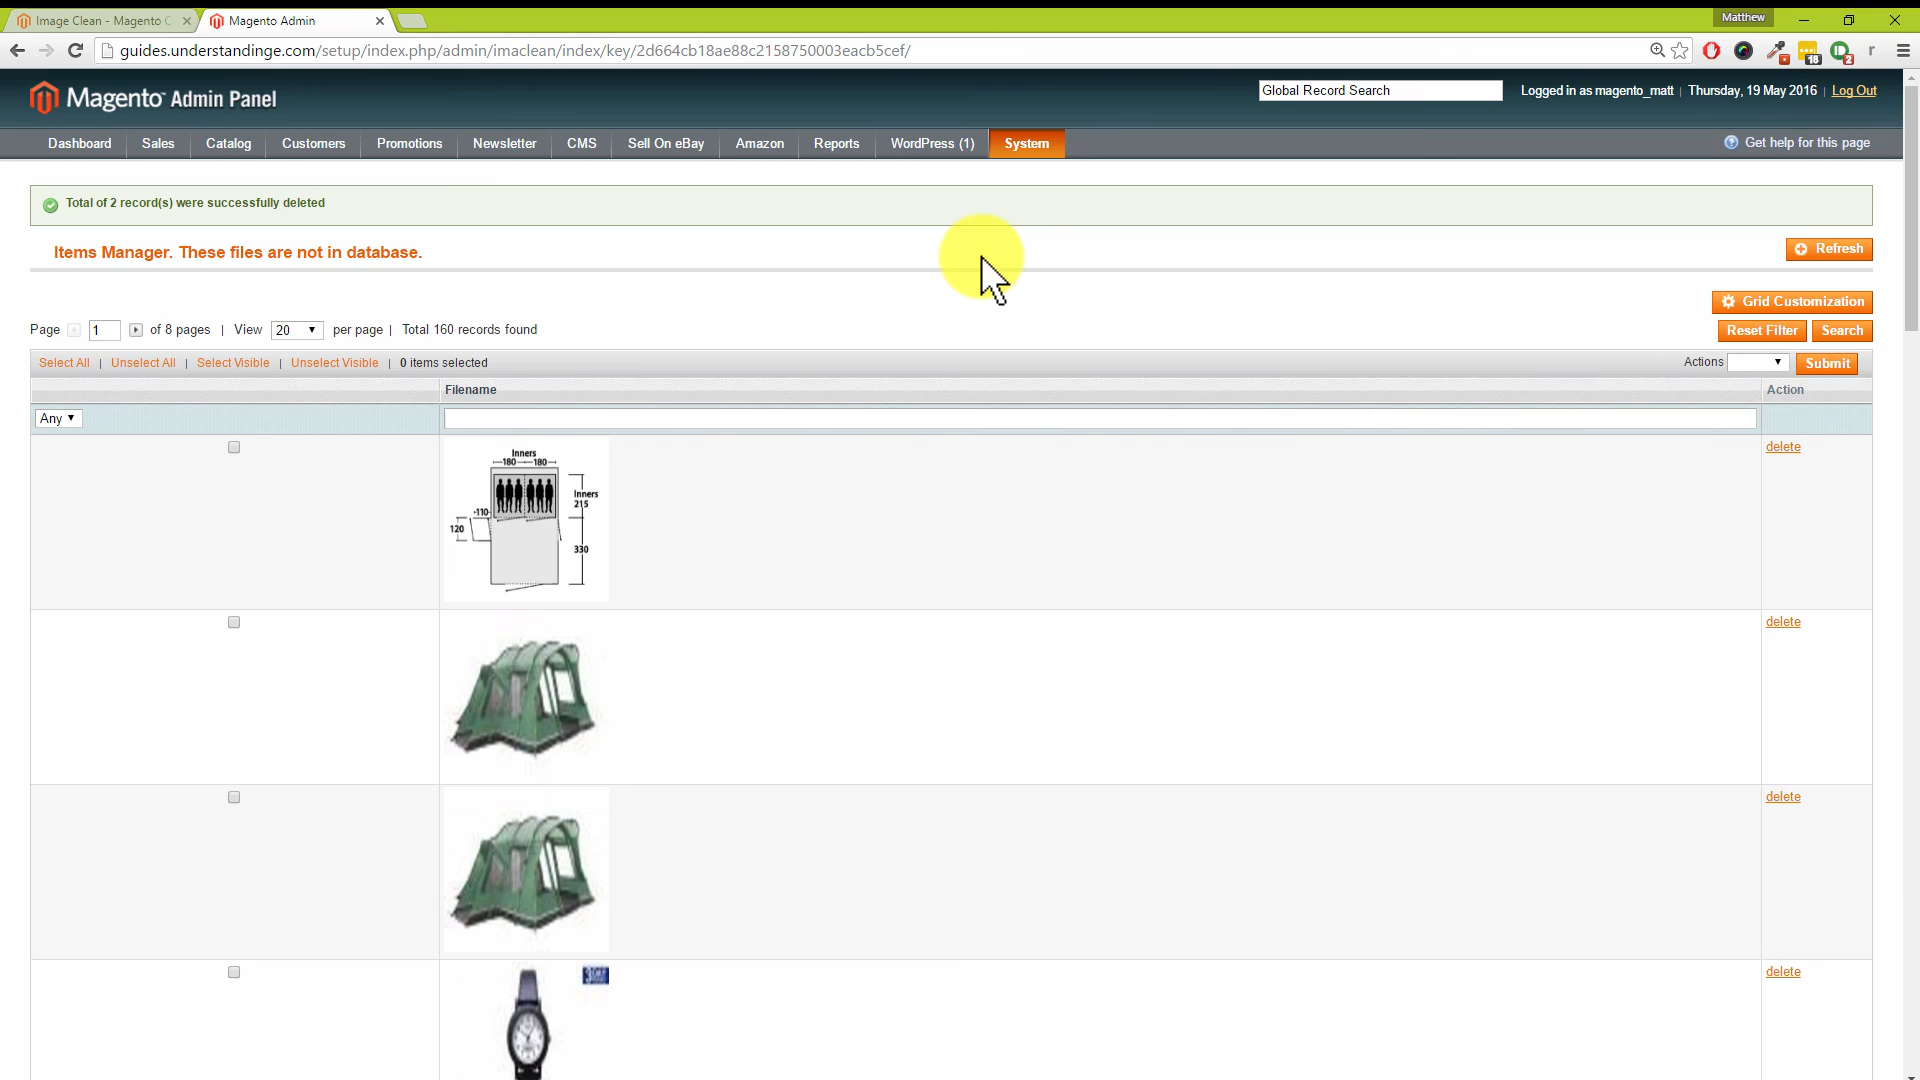 Image Clean - Magento C
Magento Admin
Matthew
guides.understandinge.com/setup/index.php/admin/imaclean/index/key/2d664cb18ae88c2158750003eacb5cef/
18
2
r
Magento Admin Panel
Global Record Search
Logged in as magento_matt | Thursday, 19 May 2016 | Log Out
Dashboard Sales Catalog Customers Promotions Newsletter CMS Sell On eBay Amazon Reports WordPress (1) System
Get help for this page
Total of 2 record(s) were successfully deleted
Items Manager. These files are not in database.
Refresh
Grid Customization
Page 1 of 8 pages | View 20 per page | Total 160 records found
Reset Filter Search
Select All | Unselect All | Select Visible | Unselect Visible | 0 items selected
Actions Submit
Filename Action
Any
delete
Inners
180 180
Inners
215
110
120
330
delete
delete
delete